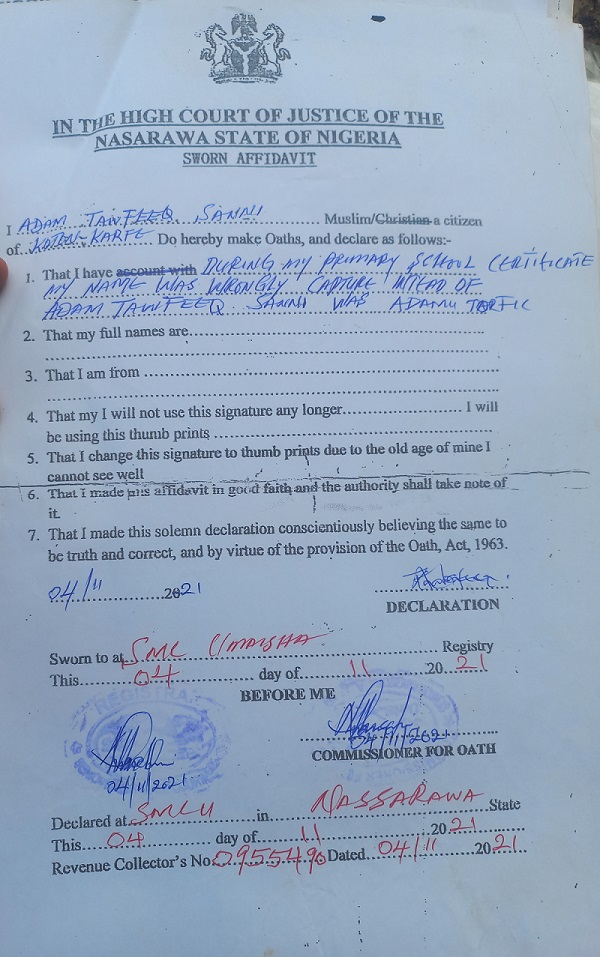 IN THE HIGH COURT OF JUSTICE OF THE
NASARAWA STATE OF NIGERIA
SWORN AFFIDAVIT
I ADAM TAWFEEQ SANNI Muslim/Christian a citizen
of KOTON-KARFE Do hereby make Oaths, and declare as follows:-
1. That I have account with DURING MY PRIMARY SCHOOL CERTIFICATE
MY NAME WAS WRONGLY CAPTURE INTEAD OF
ADAM TAWFEEQ SANNI WAS ADAMU TORFIC
2. That my full names are
3. That I am from
4. That my I will not use this signature any longer I will
be using this thumb prints
5. That I change this signature to thumb prints due to the old age of mine I
cannot see well
6. That I made this affidavit in good faith and the authority shall take note of
it.
7. That I made this solemn declaration conscientiously believing the same to
be truth and correct, and by virtue of the provision of the Oath, Act, 1963.
04/11 2021
DECLARATION
Sworn to at SMC UMAISHA Registry
This 04 day of 11 20 21
BEFORE ME
REGISTRAR
04/11/2021
04/11/2021
COMMISSIONER FOR OATH
Declared at SMCU in NASSARAWA State
This 04 day of 11 20 21
Revenue Collector's No 095549 Dated 04/11 20 21